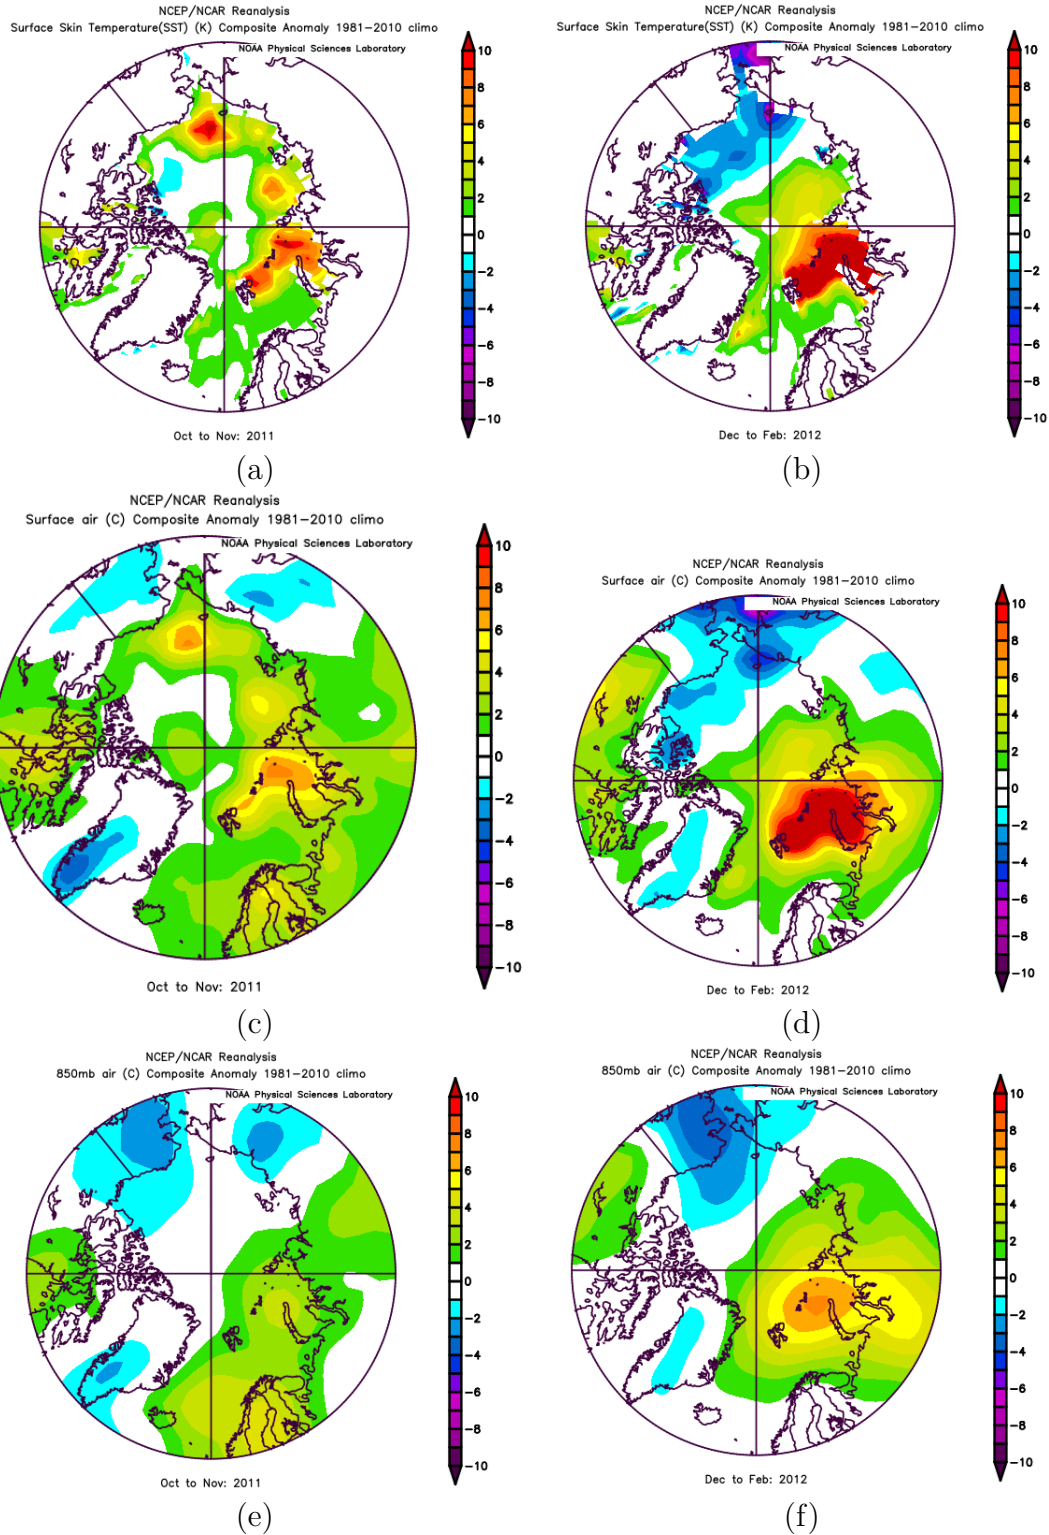 NCEP/NCAR Reanalysis
Surface Skin Temperature(SST) (K) Composite Anomaly 1981−2010 climo
NOAA Physical Sciences Laboratory
10
8
6
4
2
0
−2
−4
−6
−8
−10
Oct to Nov: 2011
(a)
NCEP/NCAR Reanalysis
Surface Skin Temperature(SST) (K) Composite Anomaly 1981−2010 climo
NOAA Physical Sciences Laboratory
10
8
6
4
2
0
−2
−4
−6
−8
−10
Dec to Feb: 2012
(b)
NCEP/NCAR Reanalysis
Surface air (C) Composite Anomaly 1981−2010 climo
NOAA Physical Sciences Laboratory
10
8
6
4
2
0
−2
−4
−6
−8
−10
Oct to Nov: 2011
(c)
NCEP/NCAR Reanalysis
Surface air (C) Composite Anomaly 1981−2010 climo
NOAA Physical Sciences Laboratory
10
8
6
4
2
0
−2
−4
−6
−8
−10
Dec to Feb: 2012
(d)
NCEP/NCAR Reanalysis
850mb air (C) Composite Anomaly 1981−2010 climo
NOAA Physical Sciences Laboratory
10
8
6
4
2
0
−2
−4
−6
−8
−10
Oct to Nov: 2011
(e)
NCEP/NCAR Reanalysis
850mb air (C) Composite Anomaly 1981−2010 climo
NOAA Physical Sciences Laboratory
10
8
6
4
2
0
−2
−4
−6
−8
−10
Dec to Feb: 2012
(f)